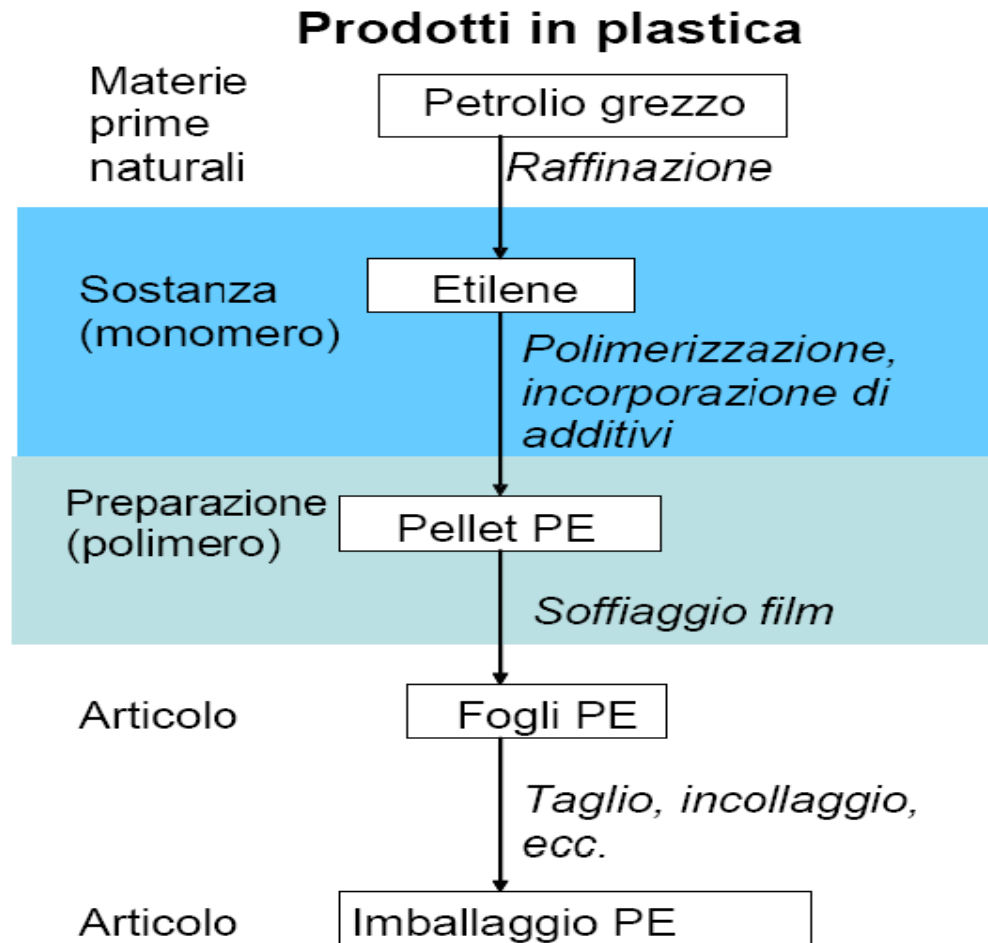 Prodotti in plastica
Materie
prime
naturali
Petrolio grezzo
Raffinazione
Sostanza
(monomero)
Etilene
Polimerizzazione,
incorporazione di
additivi
Preparazione
(polimero)
Pellet PE
Soffiaggio film
Articolo
Fogli PE
Taglio, incollaggio,
ecc.
Articolo
Imballaggio PE